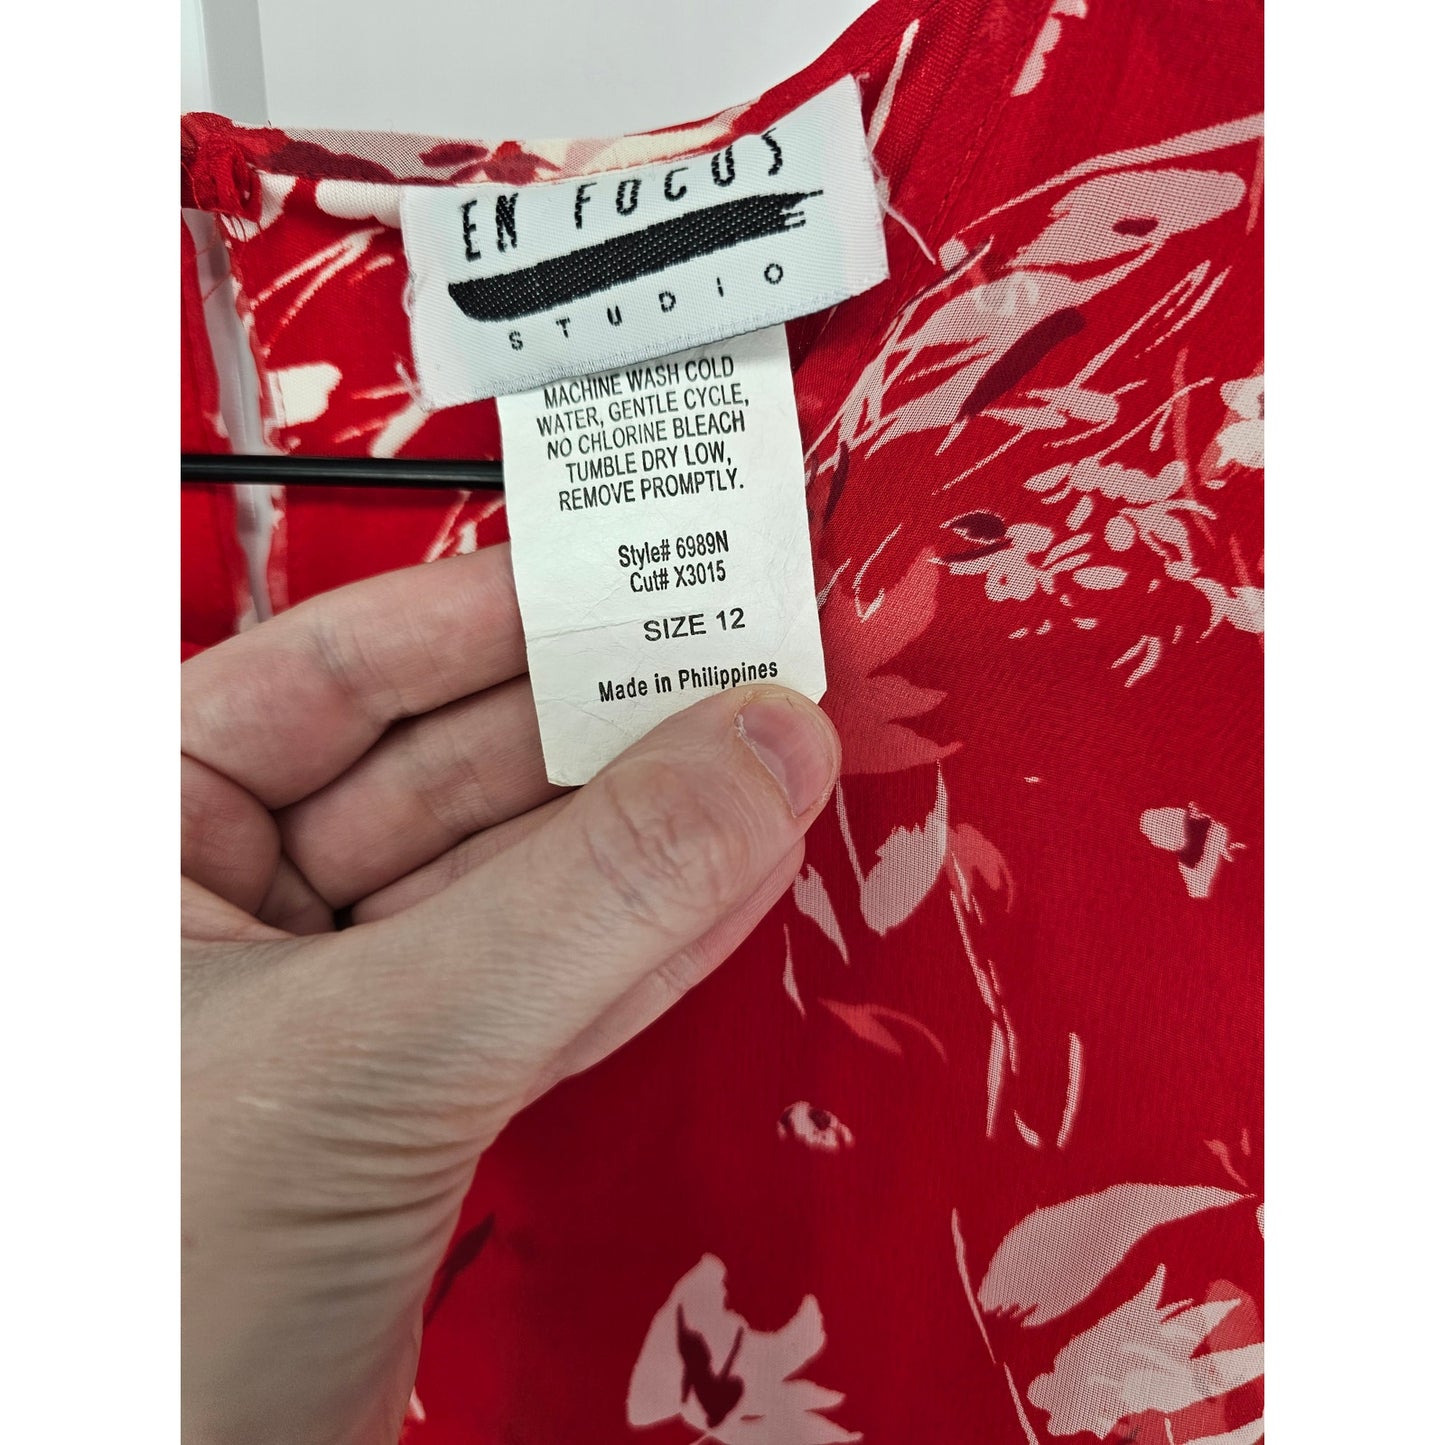 EN FOCUS
STUDIO
MACHINE WASH COLD
WATER, GENTLE CYCLE,
NO CHLORINE BLEACH
TUMBLE DRY LOW,
REMOVE PROMPTLY.
Style# 6989N
Cut# X3015
SIZE 12
Made in Philippines